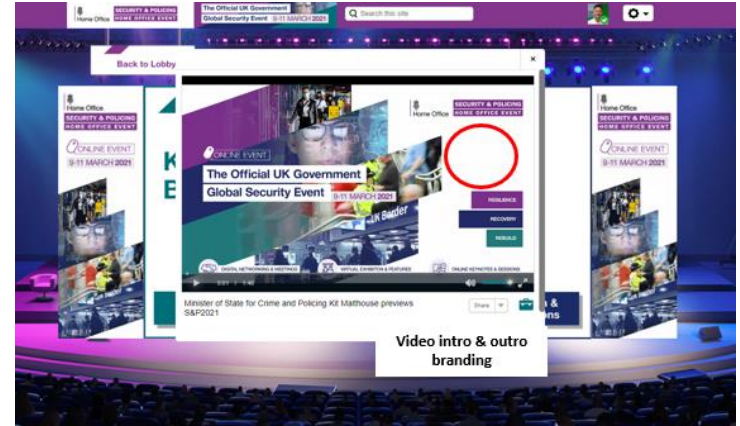 Home Office
SECURITY & POLICING
HOME OFFICE EVENT
The Official UK Government
Global Security Event 9-11 MARCH 2021
Search this site
Back to Lobby
×
Home Office
SECURITY & POLICING
HOME OFFICE EVENT
ONLINE EVENT
9-11 MARCH 2021
K
E
Home Office
SECURITY & POLICING
HOME OFFICE EVENT
ONLINE EVENT
The Official UK Government
Global Security Event 9-11 MARCH 2021
UK Border
RESILIENCE
RECOVERY
REBUILD
DIGITAL NETWORKING & MEETINGS
VIRTUAL EXHIBITION & FEATURES
ONLINE KEYNOTES & SESSIONS
Minister of State for Crime and Policing Kit Malthouse previews
S&P2021
Share
&
ns
Home Office
SECURITY & POLICING
HOME OFFICE EVENT
ONLINE EVENT
9-11 MARCH 2021
Video intro & outro
branding